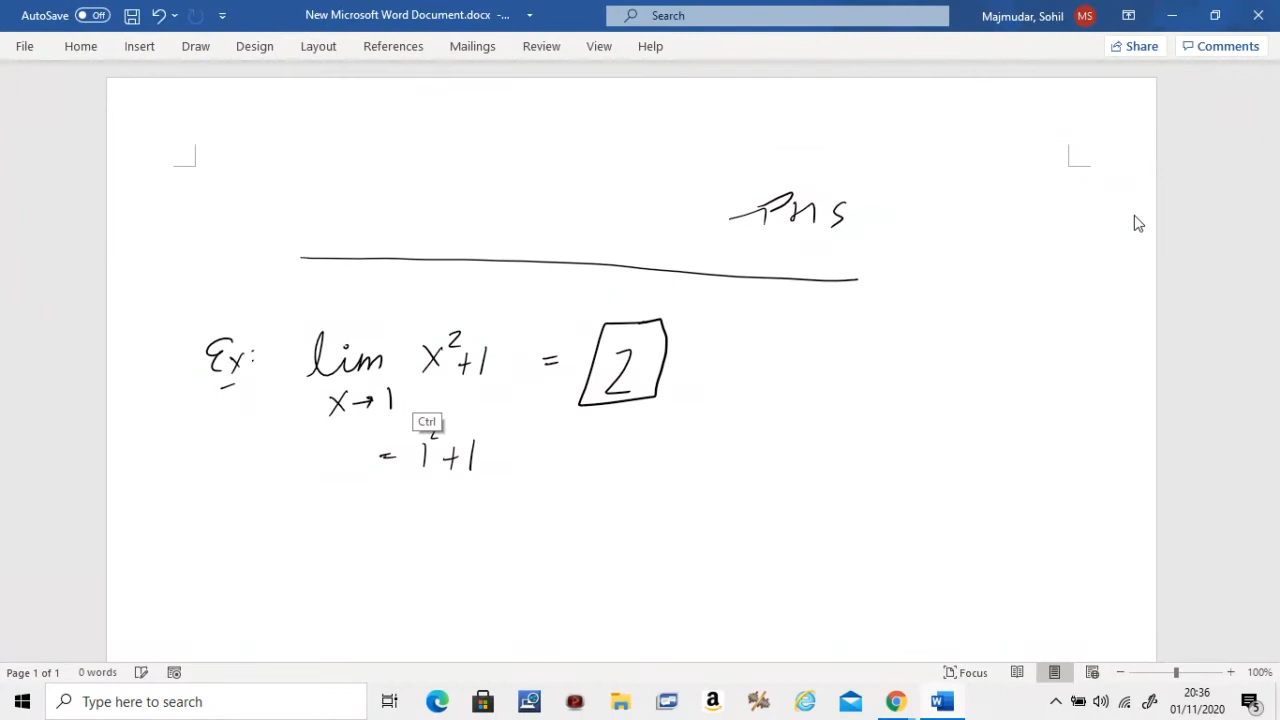 AutoSave Off New Microsoft Word Document.docx -... Search Majmudar, Sohil MS
File Home Insert Draw Design Layout References Mailings Review View Help Share Comments
Ex: lim x²+1 = 2
x→1
Ctrl
= 1²+1
Page 1 of 1 0 words Focus 100%
Type here to search a W 20:36
01/11/2020 5